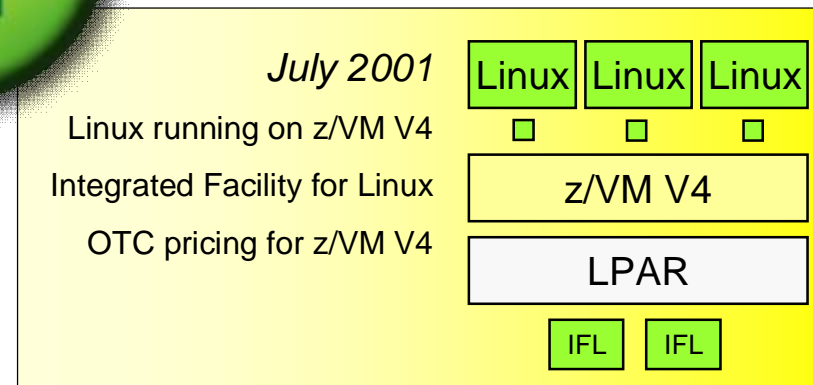 July 2001
Linux running on z/VM V4
Integrated Facility for Linux
OTC pricing for z/VM V4
Linux Linux Linux
z/VM V4
LPAR
IFL IFL